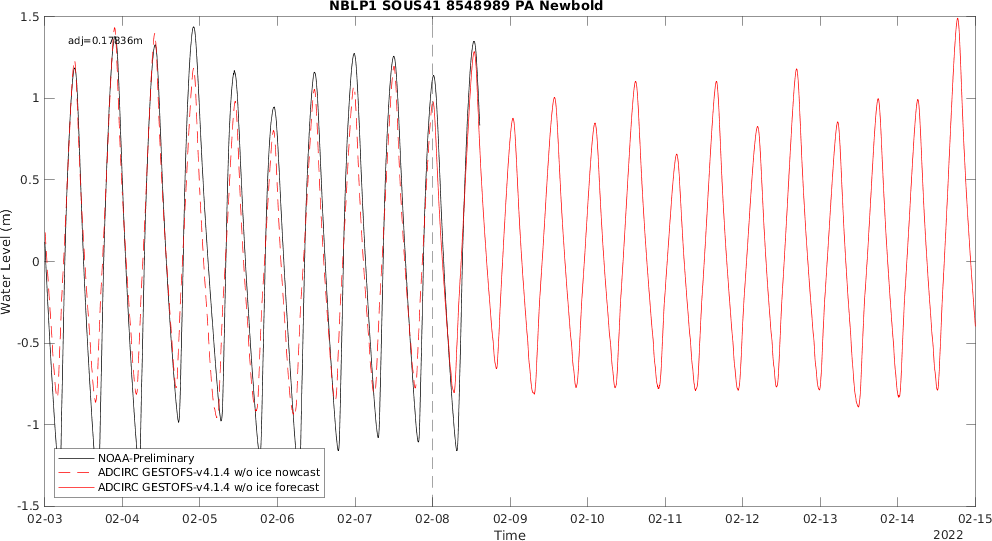 NBLP1 SOUS41 8548989 PA Newbold
adj=0.17836m
Water Level (m)
1.5
1
0.5
0
-0.5
-1
-1.5
NOAA-Preliminary
ADCIRC GESTOFS-v4.1.4 w/o ice nowcast
ADCIRC GESTOFS-v4.1.4 w/o ice forecast
02-03 02-04 02-05 02-06 02-07 02-08 02-09 02-10 02-11 02-12 02-13 02-14 02-15
Time
2022